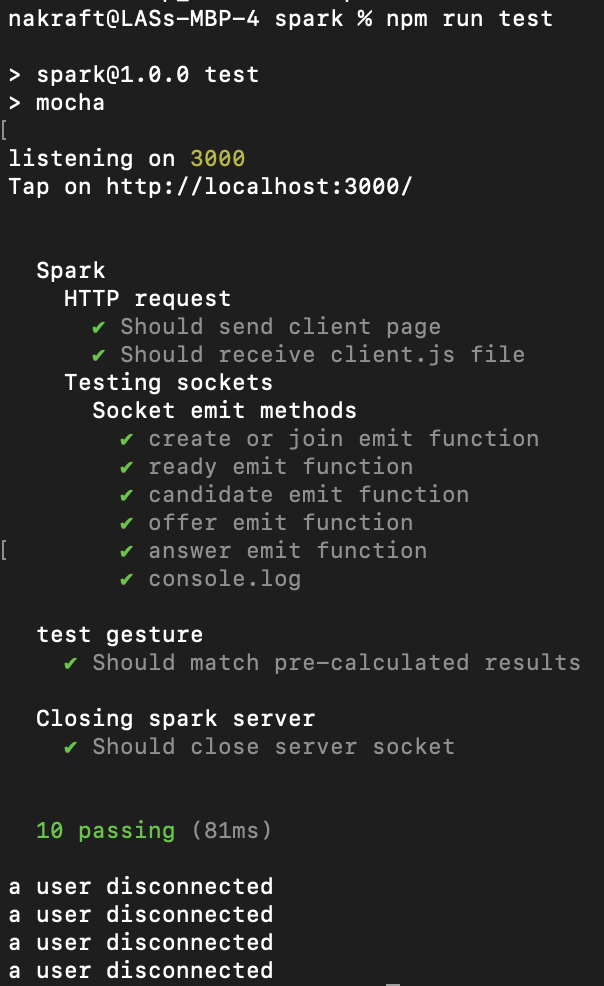 nakraft@LASs-MBP-4 spark % npm run test
> spark@1.0.0 test
> mocha
[
listening on 3000
Tap on http://localhost:3000/
Spark
HTTP request
✔ Should send client page
✔ Should receive client.js file
Testing sockets
Socket emit methods
✔ create or join emit function
✔ ready emit function
✔ candidate emit function
✔ offer emit function
[ ✔ answer emit function
✔ console.log
test gesture
✔ Should match pre-calculated results
Closing spark server
✔ Should close server socket
10 passing (81ms)
a user disconnected
a user disconnected
a user disconnected
a user disconnected